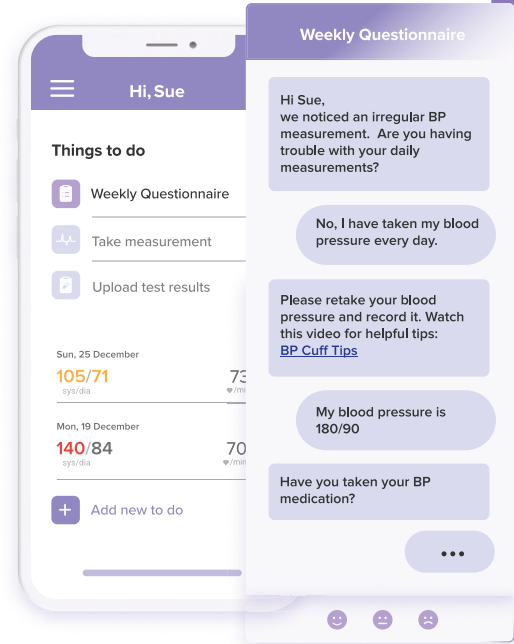 Hi, Sue
Things to do
Weekly Questionnaire
Take measurement
Upload test results
Sun, 25 December
105/71
73
sys/dia
/min
Mon, 19 December
140/84
70
sys/dia
/min
Add new to do
Weekly Questionnaire
Hi Sue,
we noticed an irregular BP
measurement. Are you having
trouble with your daily
measurements?
No, I have taken my blood
pressure every day.
Please retake your blood
pressure and record it. Watch
this video for helpful tips:
BP Cuff Tips
My blood pressure is
180/90
Have you taken your BP
medication?
•••